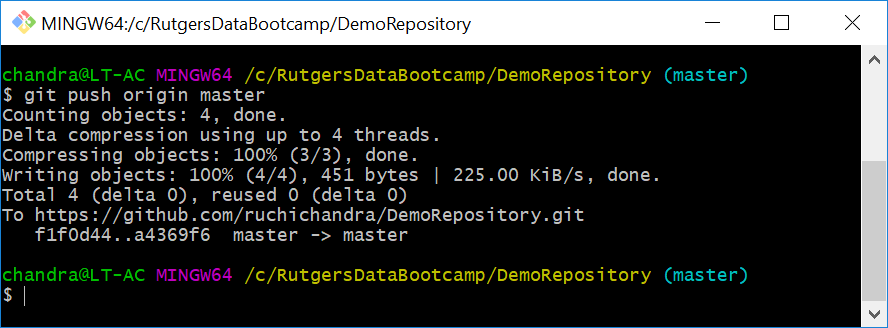 MINGW64:/c/RutgersDataBootcamp/DemoRepository
chandra@LT-AC MINGW64 /c/RutgersDataBootcamp/DemoRepository (master)
$ git push origin master
Counting objects: 4, done.
Delta compression using up to 4 threads.
Compressing objects: 100% (3/3), done.
Writing objects: 100% (4/4), 451 bytes | 225.00 KiB/s, done.
Total 4 (delta 0), reused 0 (delta 0)
To https://github.com/ruchichandra/DemoRepository.git
   f1f0d44..a4369f6  master -> master
chandra@LT-AC MINGW64 /c/RutgersDataBootcamp/DemoRepository (master)
$